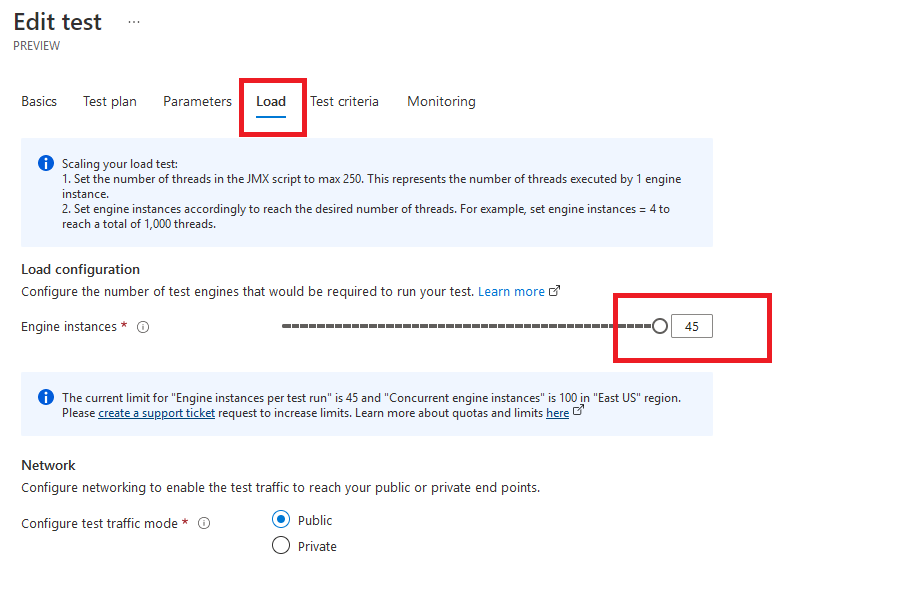 Edit test ...
PREVIEW
Basics Test plan Parameters Load Test criteria Monitoring
Scaling your load test:
1. Set the number of threads in the JMX script to max 250. This represents the number of threads executed by 1 engine
instance.
2. Set engine instances accordingly to reach the desired number of threads. For example, set engine instances = 4 to
reach a total of 1,000 threads.
Load configuration
Configure the number of test engines that would be required to run your test. Learn more
Engine instances * 45
The current limit for "Engine instances per test run" is 45 and "Concurrent engine instances" is 100 in "East US" region.
Please create a support ticket request to increase limits. Learn more about quotas and limits here
Network
Configure networking to enable the test traffic to reach your public or private end points.
Configure test traffic mode * Public
Private